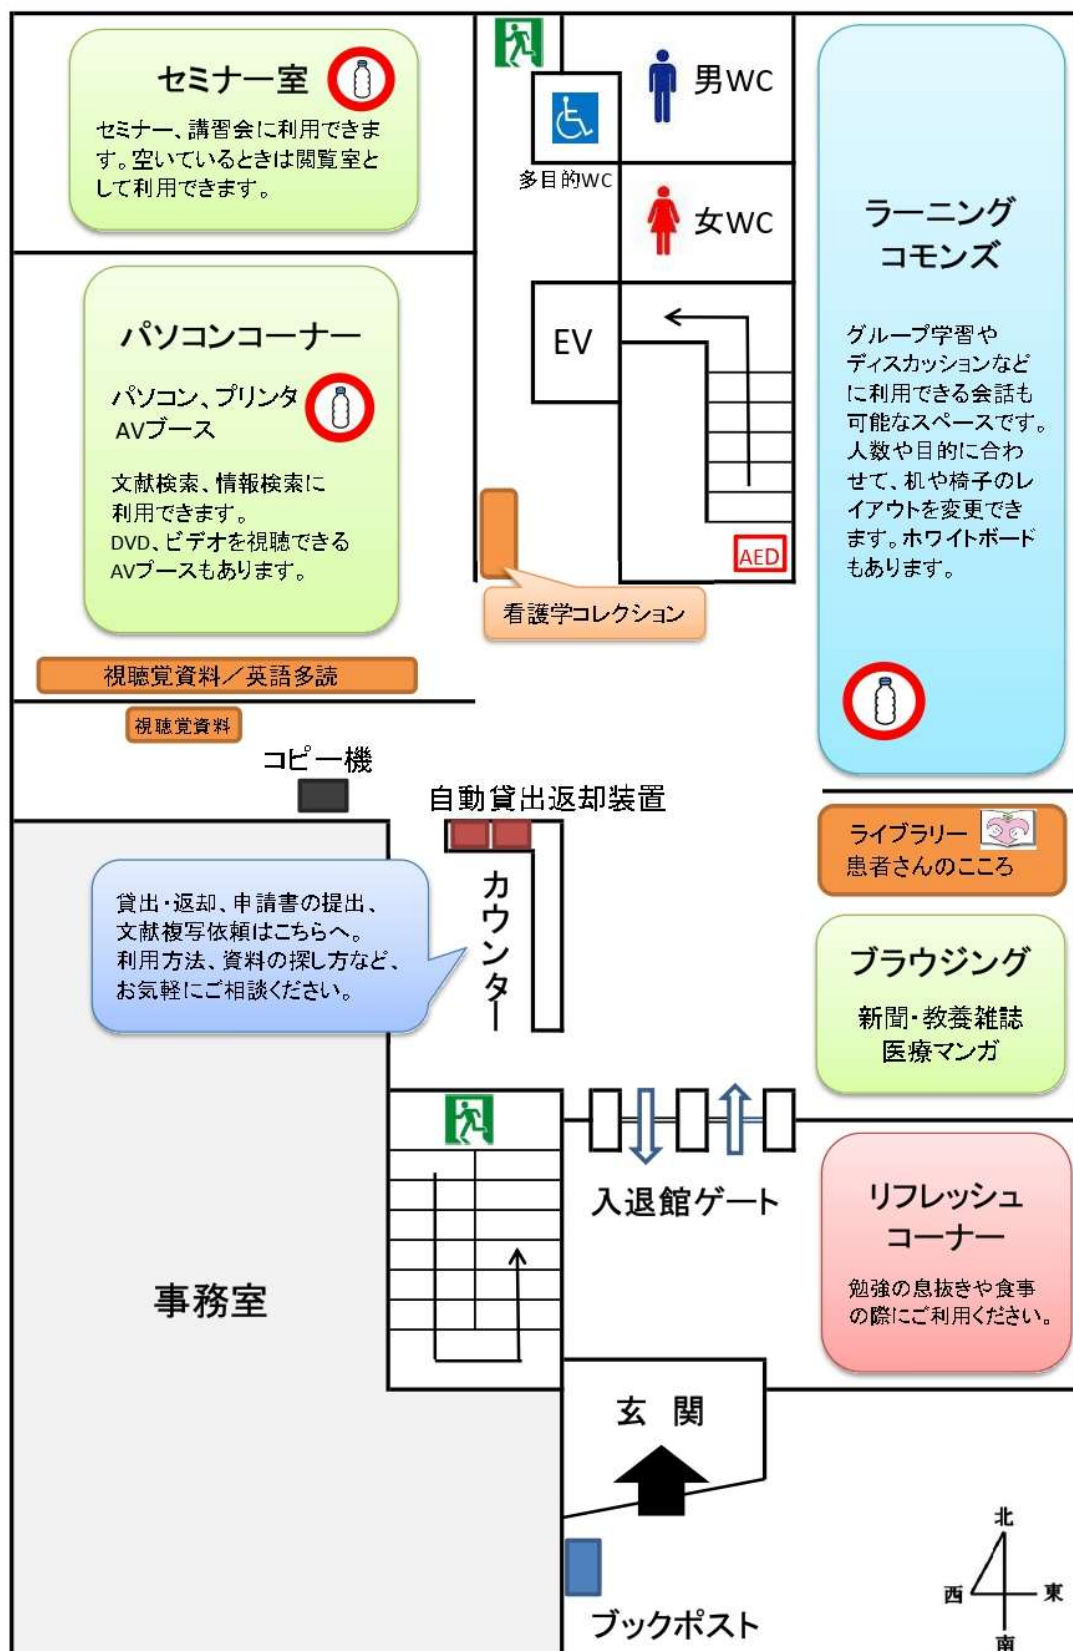 セミナー室
セミナー、講習会に利用できま
す。空いているときは閲覧室と
して利用できます。
男WC
多目的WC
女WC
ラーニング
コモンズ
グループ学習や
ディスカッションなど
に利用できる会話も
可能なスペースです。
人数や目的に合わ
せて、机や椅子のレ
イアウトを変更でき
ます。ホワイトボード
もあります。
パソコンコーナー
パソコン、プリンタ
AVブース
文献検索、情報検索に
利用できます。
DVD、ビデオを視聴できる
AVブースもあります。
EV
AED
看護学コレクション
視聴覚資料／英語多読
視聴覚資料
コピー機
自動貸出返却装置
カウンター
貸出・返却、申請書の提出、
文献複写依頼はこちらへ。
利用方法、資料の探し方など、
お気軽にご相談ください。
ライブラリー
患者さんのこころ
ブラウジング
新聞・教養雑誌
医療マンガ
入退館ゲート
リフレッシュ
コーナー
勉強の息抜きや食事
の際にご利用ください。
事務室
玄 関
ブックポスト
北
西
東
南